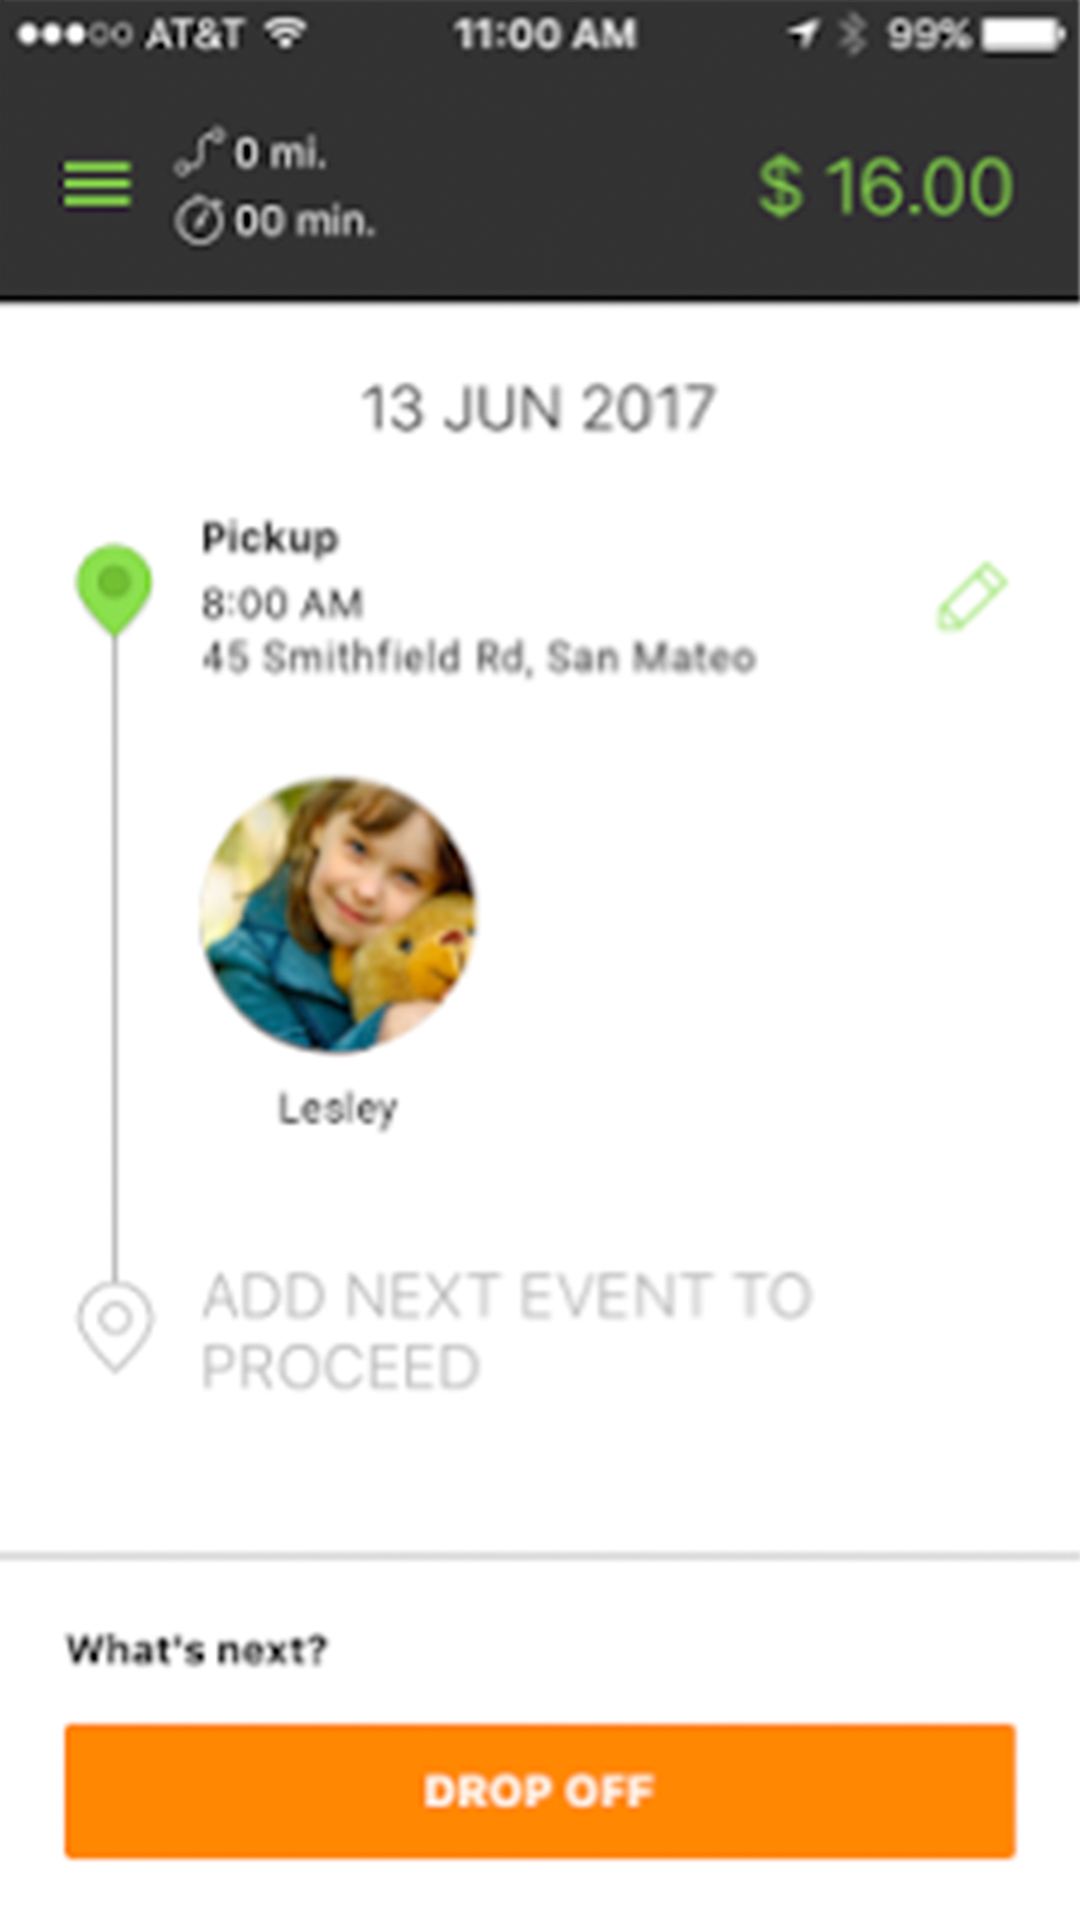 AT&T 11:00 AM 99%
0 mi.
00 min.
$ 16.00
13 JUN 2017
Pickup
8:00 AM
45 Smithfield Rd, San Mateo
Lesley
ADD NEXT EVENT TO
PROCEED
What's next?
DROP OFF